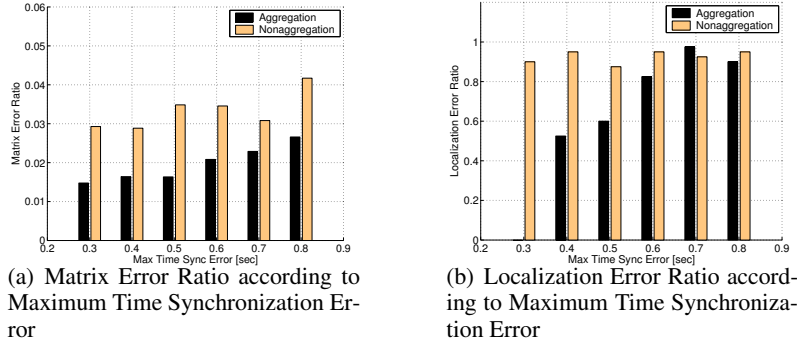 0.06
0.05
0.04
0.03
0.02
0.01
0
Matrix Error Ratio
Aggregation
Nonaggregation
0.2 0.3 0.4 0.5 0.6 0.7 0.8 0.9
Max Time Sync Error [sec]
(a) Matrix Error Ratio according to
Maximum Time Synchronization Er-
ror
1
0.8
0.6
0.4
0.2
0
Localization Error Ratio
Aggregation
Nonaggregation
0.2 0.3 0.4 0.5 0.6 0.7 0.8 0.9
Max Time Sync Error [sec]
(b) Localization Error Ratio accord-
ing to Maximum Time Synchroniza-
tion Error